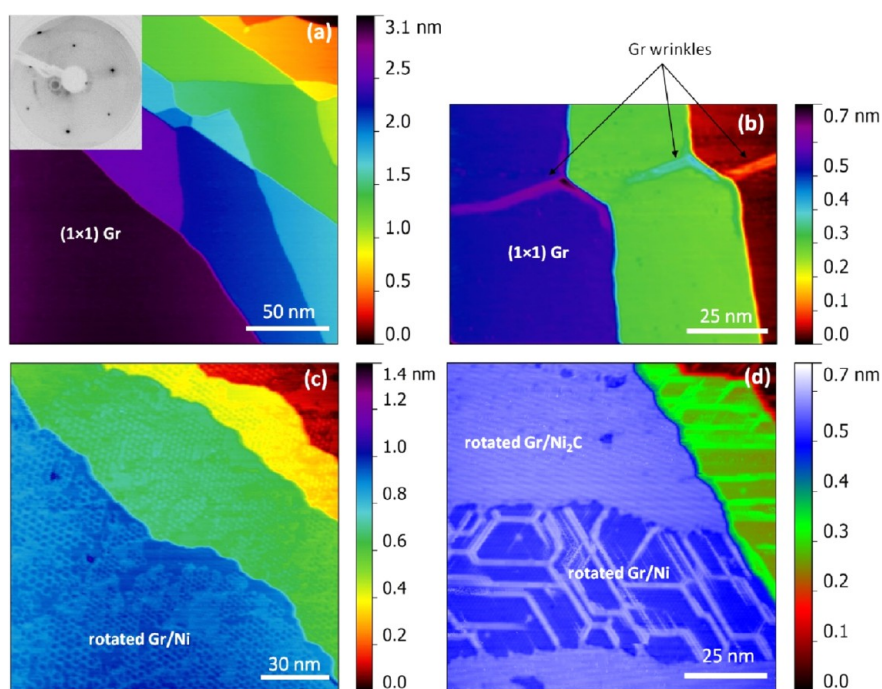 (a)
(1×1) Gr
50 nm
3.1 nm
2.5
2.0
1.5
1.0
0.5
0.0
Gr wrinkles
(b)
(1×1) Gr
25 nm
0.7 nm
0.6
0.5
0.4
0.3
0.2
0.1
0.0
(c)
rotated Gr/Ni
30 nm
1.4 nm
1.2
1.0
0.8
0.6
0.4
0.2
0.0
(d)
rotated Gr/Ni₂C
rotated Gr/Ni
25 nm
0.7 nm
0.6
0.5
0.4
0.3
0.2
0.1
0.0